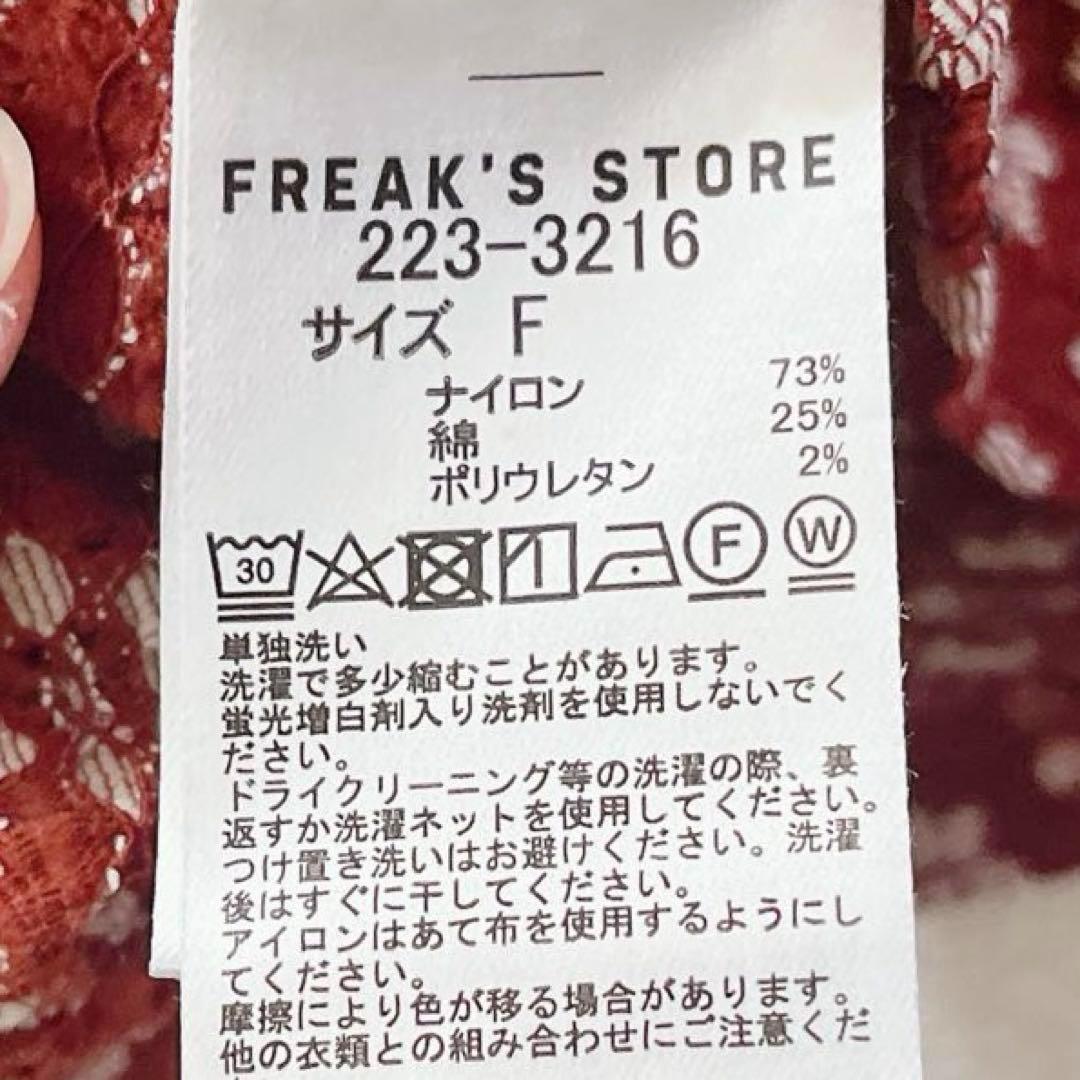 FREAK'S STORE
223-3216
サイズ F
ナイロン 73%
綿 25%
ポリウレタン 2%
30 F W
単独洗い
洗濯で多少縮むことがあります。
蛍光増白剤入り洗剤を使用しないでく
ださい。
ドライクリーニング等の洗濯の際、裏
返すか洗濯ネットを使用してください。
つけ置き洗いはお避けください。洗濯
後はすぐに干してください。
アイロンはあて布を使用するようにし
てください。
摩擦により色が移る場合があります。
他の衣類との組み合わせにご注意くだ